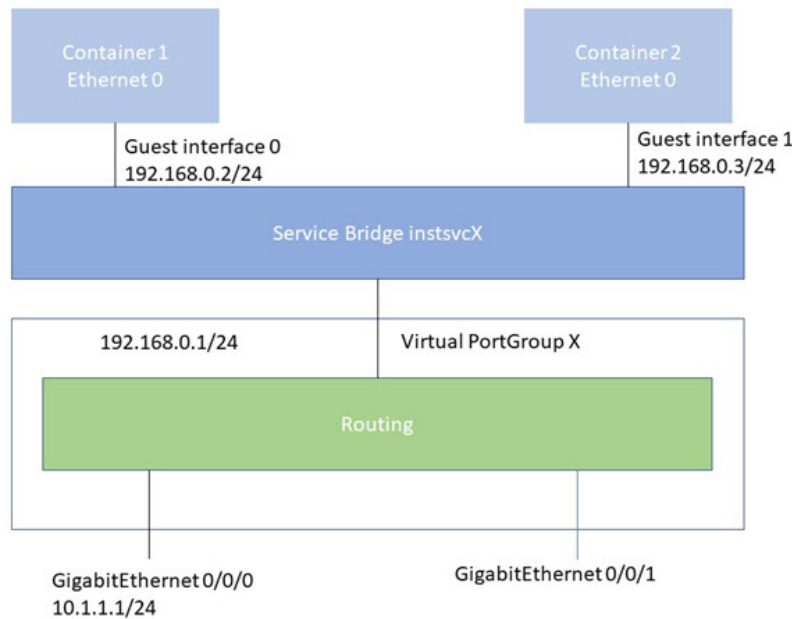 Container 1
Ethernet 0
Container 2
Ethernet 0
Guest interface 0
192.168.0.2/24
Guest interface 1
192.168.0.3/24
Service Bridge instsvcX
192.168.0.1/24
Virtual PortGroup X
Routing
GigabitEthernet 0/0/0
10.1.1.1/24
GigabitEthernet 0/0/1